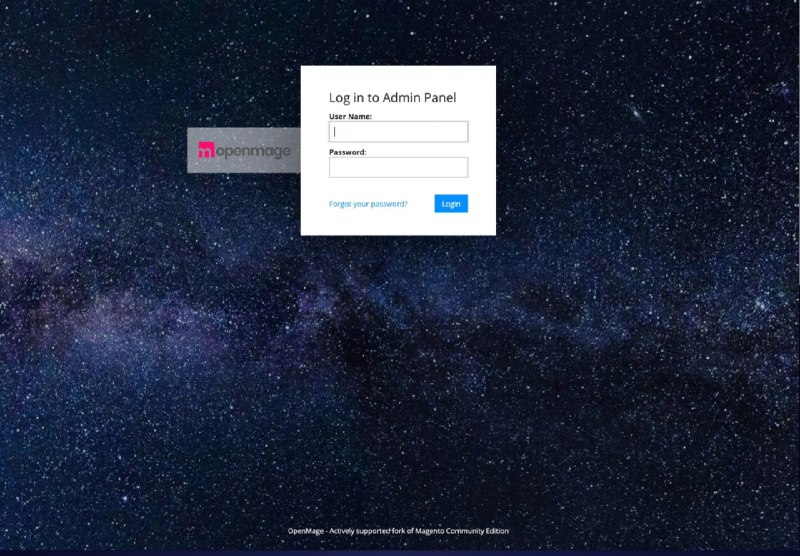 Log in to Admin Panel
User Name:
openmage
Password:
Forgot your password?
Login
OpenMage - Actively supported fork of Magento Community Edition